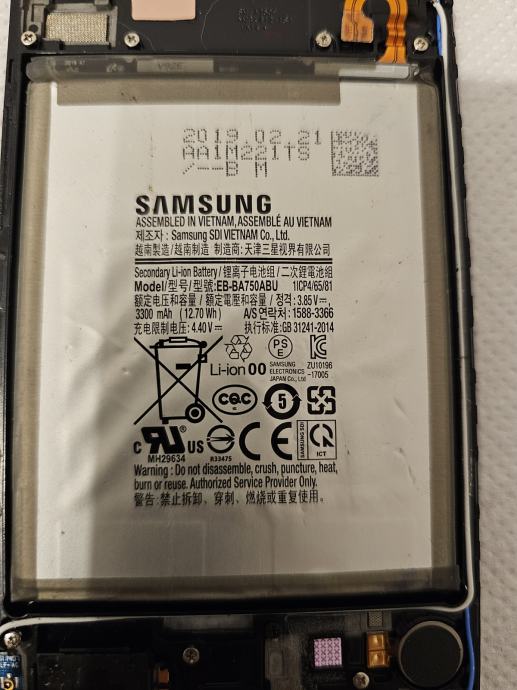 2019.02.21
AA1M221TS
/--B M
SAMSUNG
ASSEMBLED IN VIETNAM, ASSEMBLÉ AU VIETNAM
제조자 : Samsung SDI VIETNAM Co., Ltd.
越南製造/越南制造 制造商: 天津三星视界有限公司
Secondary Li-ion Battery / 锂离子电池组 / 二次鋰電池組
Model/型号/型號:EB-BA750ABU 1ICP4/65/81
额定电压和容量 / 額定電壓和容量 / 정격 : 3.85V⎓,
3300 mAh (12.70 Wh) A/S연락처: 1588-3366
充电限制电压: 4.40V⎓ 执行标准:GB 31241-2014
Li-ion 00
PS
E
SAMSUNG
ELECTRONICS
JAPAN Co., Ltd
ZU10196
-17005
CQC
5
c RU® US
MH29634
R33475
CE
SAMSUNG SDI
ICT
Warning : Do not disassemble, crush, puncture, heat,
burn or reuse. Authorized Service Provider Only.
警告: 禁止拆卸、穿刺、燃烧或重复使用。